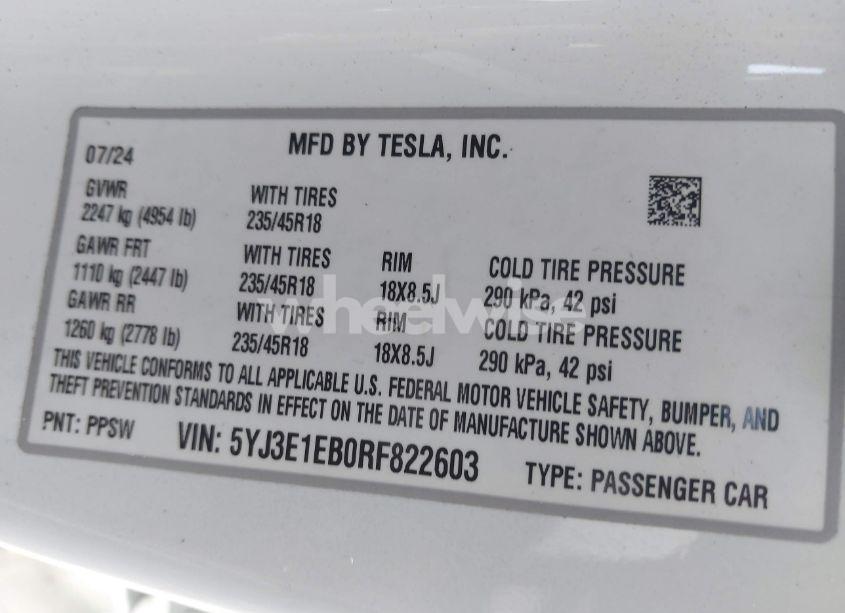 MFD BY TESLA, INC.
07/24
GVWR
2247 kg (4954 lb)
WITH TIRES
235/45R18
GAWR FRT
1110 kg (2447 lb)
WITH TIRES
235/45R18
RIM
18X8.5J
COLD TIRE PRESSURE
290 kPa, 42 psi
GAWR RR
1260 kg (2778 lb)
WITH TIRES
235/45R18
RIM
18X8.5J
COLD TIRE PRESSURE
290 kPa, 42 psi
wheelwise
THIS VEHICLE CONFORMS TO ALL APPLICABLE U.S. FEDERAL MOTOR VEHICLE SAFETY, BUMPER, AND
THEFT PREVENTION STANDARDS IN EFFECT ON THE DATE OF MANUFACTURE SHOWN ABOVE.
PNT: PPSW
VIN: 5YJ3E1EB0RF822603
TYPE: PASSENGER CAR